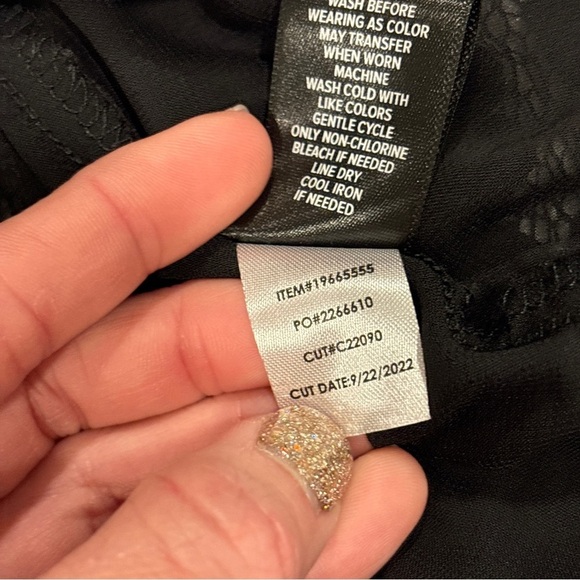 WASH BEFORE
WEARING AS COLOR
MAY TRANSFER
WHEN WORN
MACHINE
WASH COLD WITH
LIKE COLORS
GENTLE CYCLE
ONLY NON-CHLORINE
BLEACH IF NEEDED
LINE DRY
COOL IRON
IF NEEDED
ITEM#19665555
PO#2266610
CUT#C22090
CUT DATE:9/22/2022